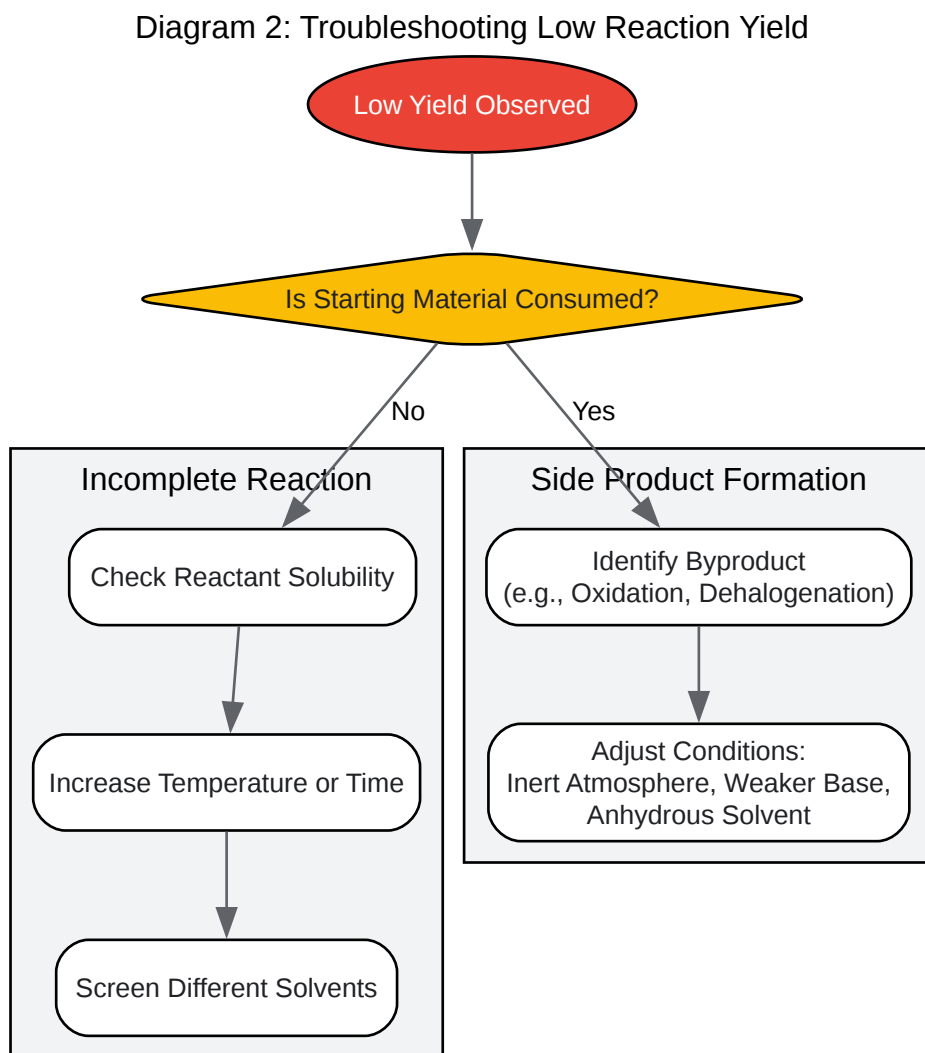 Diagram 2: Troubleshooting Low Reaction Yield
Low Yield Observed
Is Starting Material Consumed?
No
Yes
Incomplete Reaction
Check Reactant Solubility
Increase Temperature or Time
Screen Different Solvents
Side Product Formation
Identify Byproduct
(e.g., Oxidation, Dehalogenation)
Adjust Conditions:
Inert Atmosphere, Weaker Base,
Anhydrous Solvent